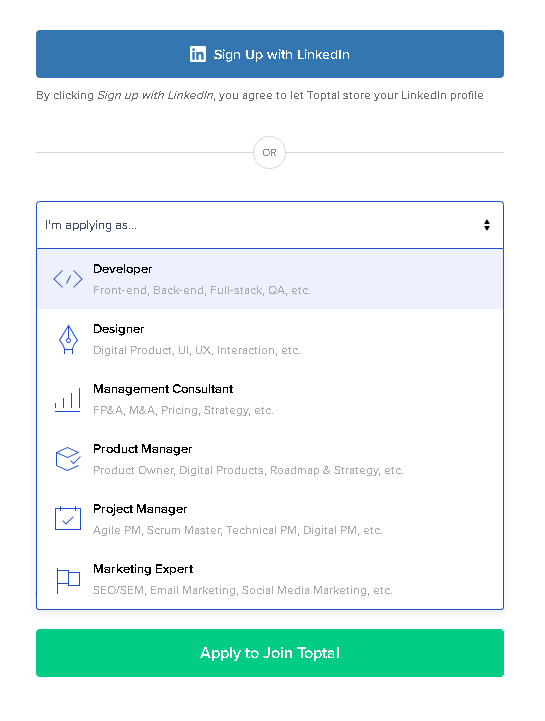 in Sign Up with LinkedIn
By clicking Sign up with LinkedIn, you agree to let Toptal store your LinkedIn profile
OR
I'm applying as...
Developer
Front-end, Back-end, Full-stack, QA, etc.
Designer
Digital Product, UI, UX, Interaction, etc.
Management Consultant
FP&A, M&A, Pricing, Strategy, etc.
Product Manager
Product Owner, Digital Products, Roadmap & Strategy, etc.
Project Manager
Agile PM, Scrum Master, Technical PM, Digital PM, etc.
Marketing Expert
SEO/SEM, Email Marketing, Social Media Marketing, etc.
Apply to Join Toptal